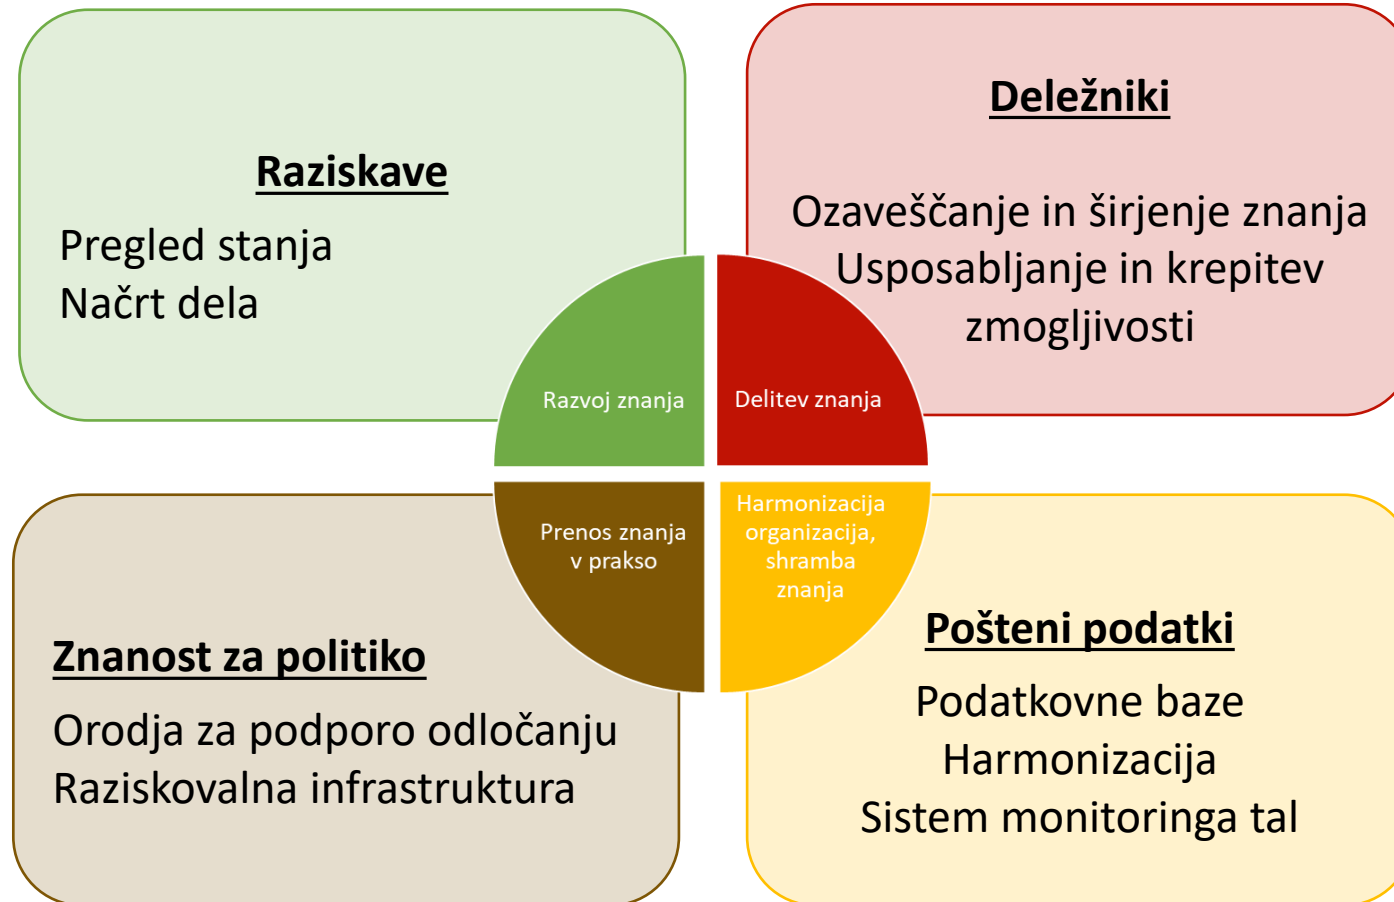 Raziskave
Pregled stanja
Načrt dela
Deležniki
Ozaveščanje in širjenje znanja
Usposabljanje in krepitev
zmogljivosti
Razvoj znanja
Delitev znanja
Prenos znanja
v prakso
Harmonizacija
organizacija,
shramba
znanja
Znanost za politiko
Orodja za podporo odločanju
Raziskovalna infrastruktura
Pošteni podatki
Podatkovne baze
Harmonizacija
Sistem monitoringa tal